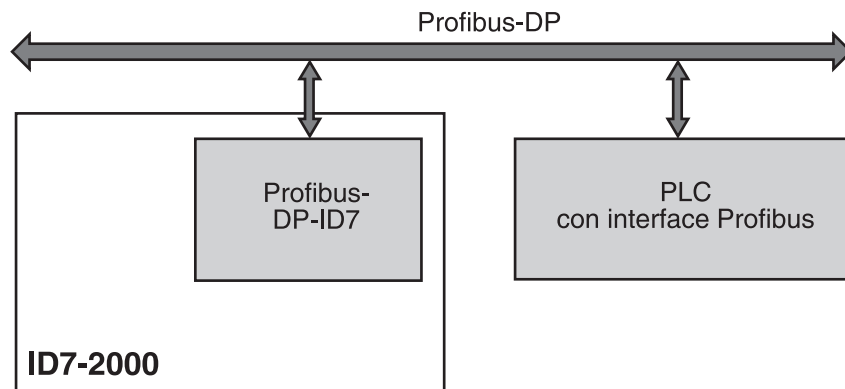 Profibus-DP
Profibus-
DP-ID7
PLC
con interface Profibus
ID7-2000